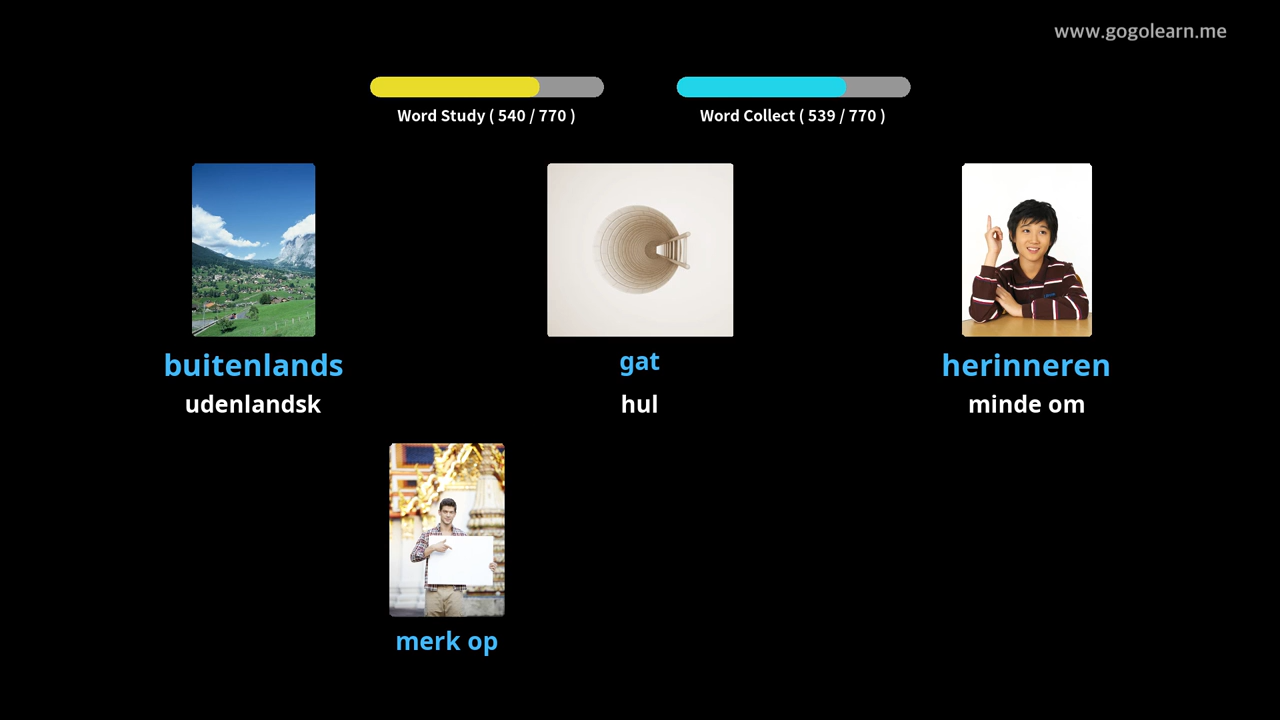 www.gogolearn.me
Word Study ( 540 / 770 )
Word Collect ( 539 / 770 )
buitenlands
gat
herinneren
udenlandsk
hul
minde om
merk op